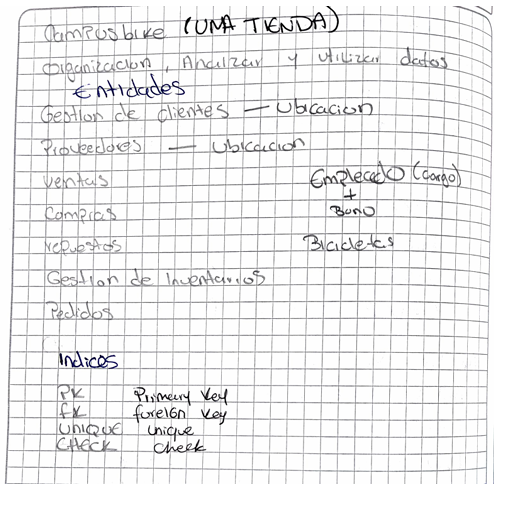 Campusbike (UNA TIENDA)
Organizacion, Analizar y utilizar datos
Entidades
Gestion de clientes — Ubicacion
Proveedores — Ubicacion
Ventas
Empleado (cargo)
+
Bono
Compras
repuestos
Bicicletas
Gestion de Inventarios
Pedidos
Indices
PK Primery Key
FK foreign Key
UNIQUE unique
CHECK check